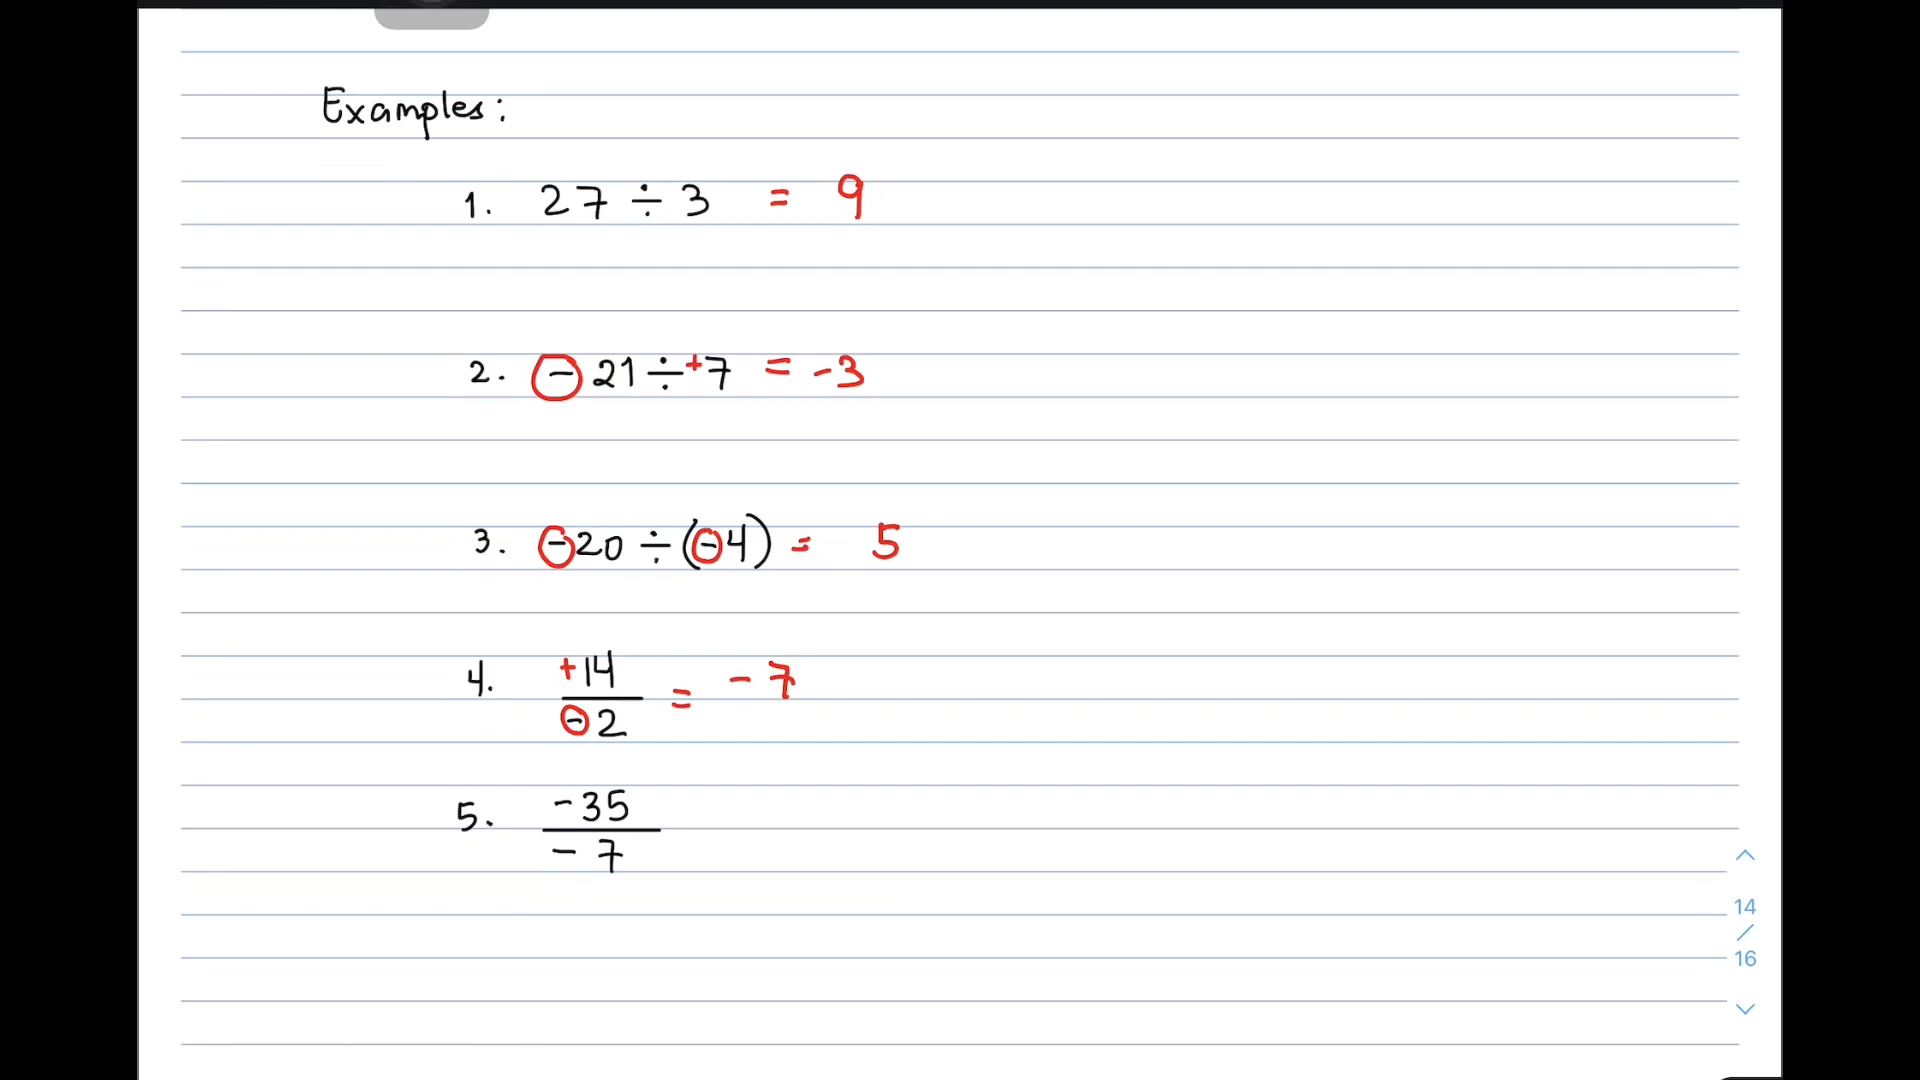 Examples:
1. 27 ÷ 3 = 9
2. - 21 ÷ +7 = -3
3. -20 ÷ (-4) = 5
4. +14
-2
= -7
5. -35
-7
14
/
16